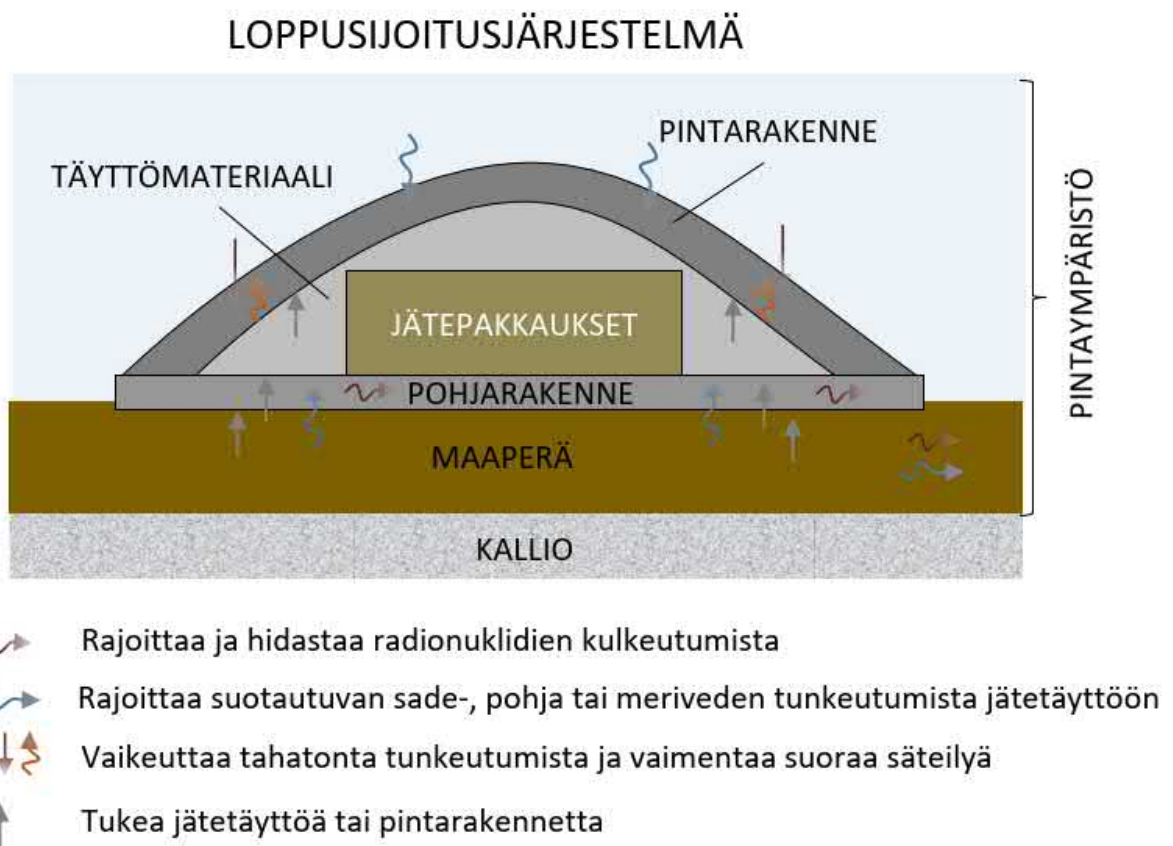 LOPPUSIJOITUSJÄRJESTELMÄ
PINTARAKENNE
TÄYTTÖMATERIAALI
JÄTEPAKKAUKSET
POHJARAKENNE
MAAPERÄ
KALLIO
PINTAYMPÄRISTÖ
Rajoittaa ja hidastaa radionuklidien kulkeutumista
Rajoittaa suotautuvan sade-, pohja tai meriveden tunkeutumista jätetäyttöön
Vaikeuttaa tahatonta tunkeutumista ja vaimentaa suoraa säteilyä
Tukea jätetäyttöä tai pintarakennetta